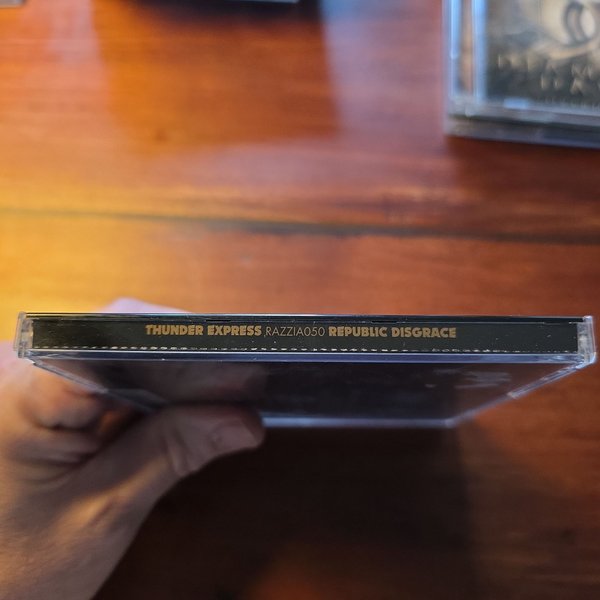 THUNDER EXPRESS RAZZIA050 REPUBLIC DISGRACE